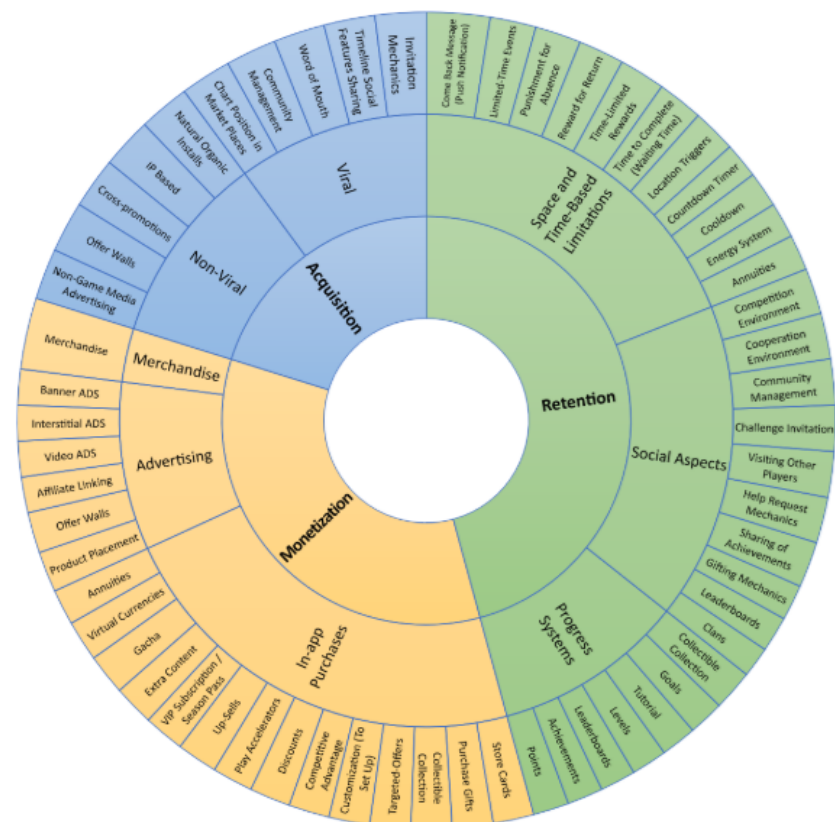 Acquisition
Viral
Invitation
Mechanics
Timeline Social
Features Sharing
Word of Mouth
Community
Management
Chart Position in
Market Places
Natural Organic
Installs
Non-Viral
IP Based
Cross-promotions
Offer Walls
Non-Game Media
Advertising
Retention
Space and
Time-Based
Limitations
Come Back Message
(Push Notification)
Limited-Time Events
Punishment for
Absence
Reward for Return
Time-Limited
Rewards
Time to Complete
(Waiting Time)
Location Triggers
Countdown Timer
Cooldown
Energy System
Annuities
Social Aspects
Competition
Environment
Cooperation
Environment
Community
Management
Challenge Invitation
Visiting Other
Players
Help Request
Mechanics
Sharing of
Achievements
Gifting Mechanics
Leaderboards
Clans
Progress
Systems
Collectible
Collection
Goals
Tutorial
Levels
Leaderboards
Achievements
Points
Monetization
In-app
Purchases
Store Cards
Purchase Gifts
Collectible
Collection
Targeted-Offers
Customization (To
Set Up)
Competitive
Advantage
Discounts
Play Accelerators
Up-Sells
VIP Subscription /
Season Pass
Extra Content
Gacha
Virtual Currencies
Annuities
Advertising
Product Placement
Offer Walls
Affiliate Linking
Video ADS
Interstitial ADS
Banner ADS
Merchandise
Merchandise